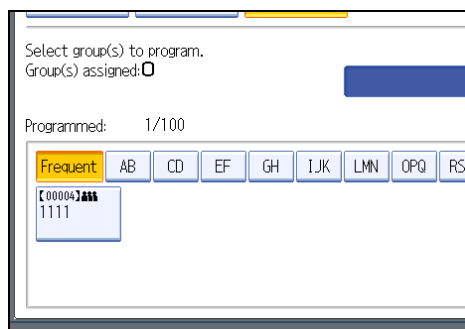 Select group(s) to program.
Group(s) assigned:0
Programmed: 1/100
Frequent AB CD EF GH IJK LMN OPQ RS
【00004】
1111